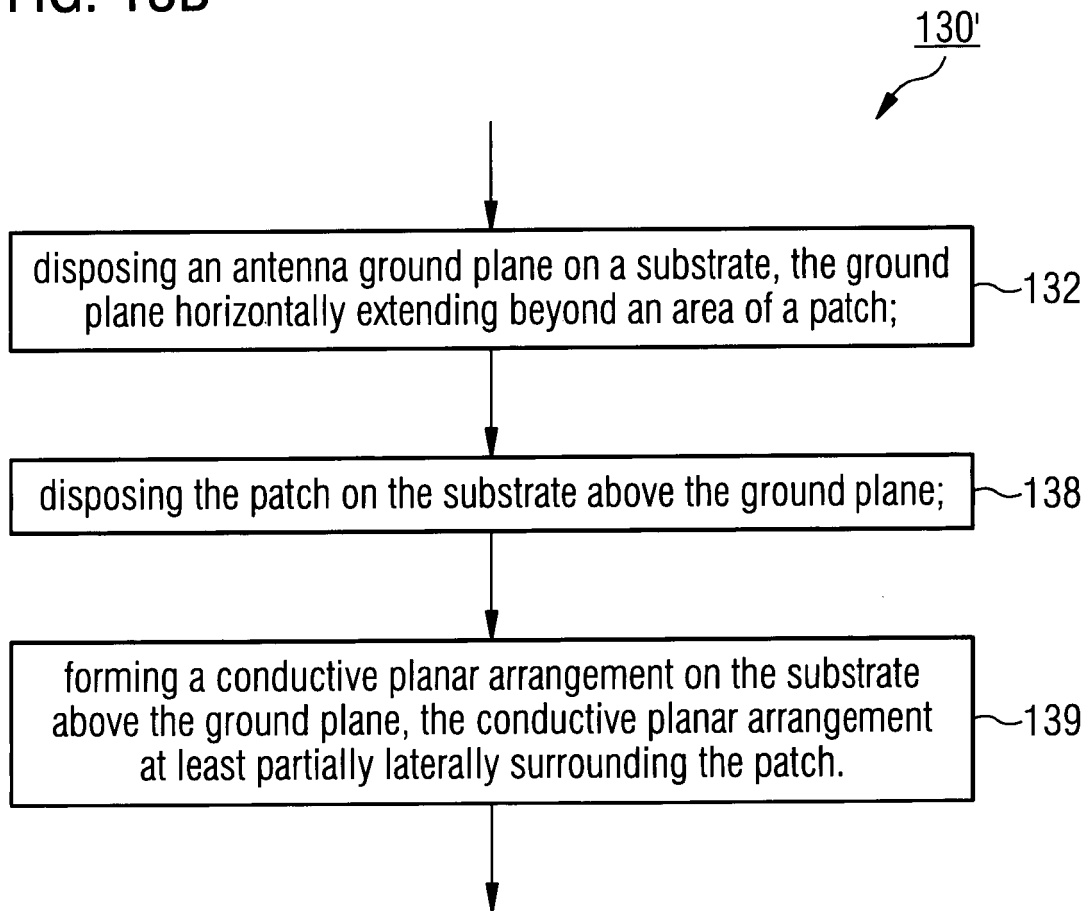 FIG.
130'
disposing an antenna ground plane on a substrate, the ground
plane horizontally extending beyond an area of a patch;
132
disposing the patch on the substrate above the ground plane;
138
forming a conductive planar arrangement on the substrate
above the ground plane, the conductive planar arrangement
at least partially laterally surrounding the patch.
139